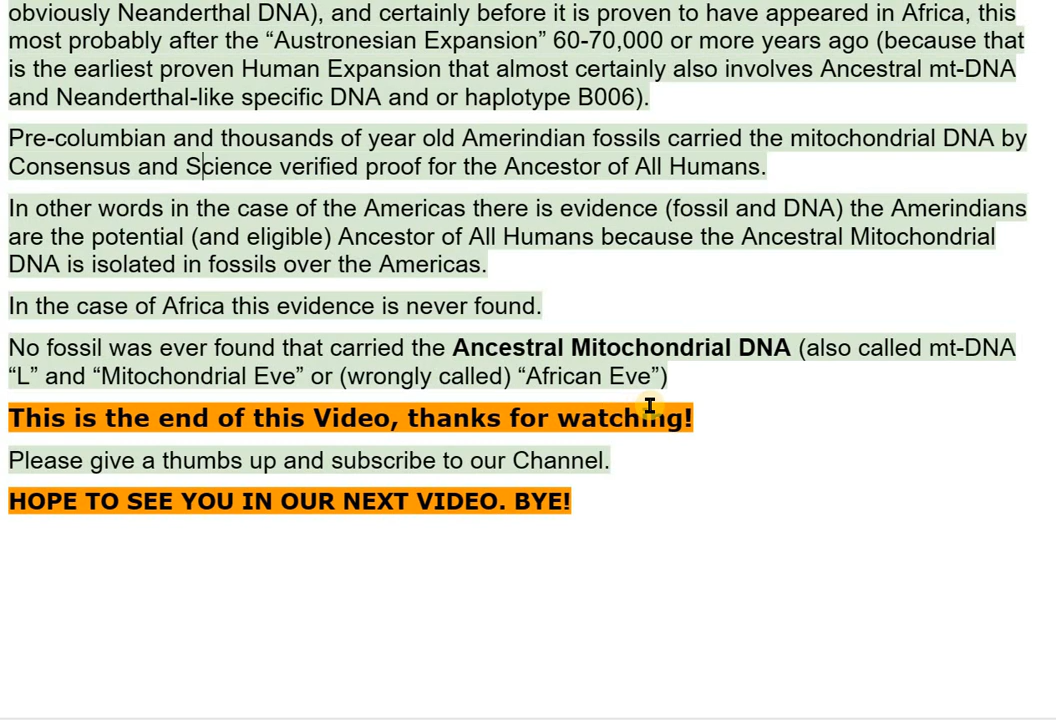 obviously Neanderthal DNA), and certainly before it is proven to have appeared in Africa, this
most probably after the “Austronesian Expansion” 60-70,000 or more years ago (because that
is the earliest proven Human Expansion that almost certainly also involves Ancestral mt-DNA
and Neanderthal-like specific DNA and or haplotype B006).
Pre-columbian and thousands of year old Amerindian fossils carried the mitochondrial DNA by
Consensus and Science verified proof for the Ancestor of All Humans.
In other words in the case of the Americas there is evidence (fossil and DNA) the Amerindians
are the potential (and eligible) Ancestor of All Humans because the Ancestral Mitochondrial
DNA is isolated in fossils over the Americas.
In the case of Africa this evidence is never found.
No fossil was ever found that carried the Ancestral Mitochondrial DNA (also called mt-DNA
“L” and “Mitochondrial Eve” or (wrongly called) “African Eve”)
This is the end of this Video, thanks for watching!
Please give a thumbs up and subscribe to our Channel.
HOPE TO SEE YOU IN OUR NEXT VIDEO. BYE!